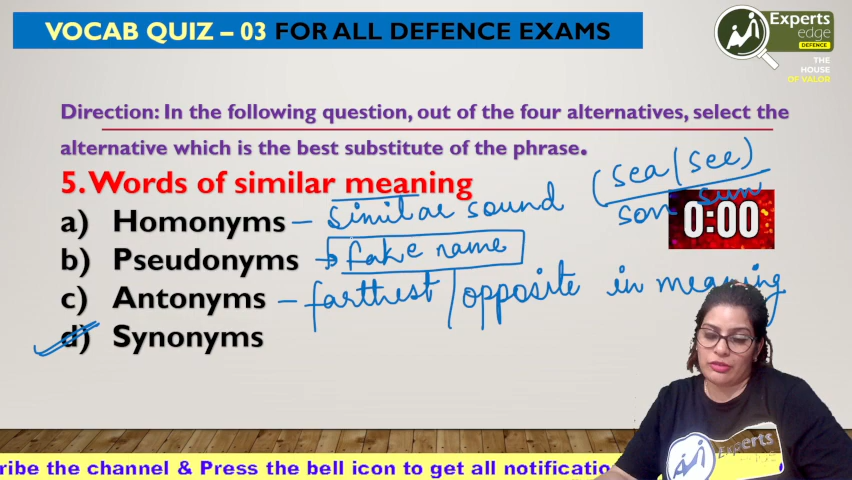 VOCAB QUIZ – 03 FOR ALL DEFENCE EXAMS
Experts
edge
DEFENCE
THE
HOUSE
OF VALOR
Direction: In the following question, out of the four alternatives, select the
alternative which is the best substitute of the phrase.
5. Words of similar meaning
(sea/see)
son sun
a) Homonyms – similar sound
0:00
b) Pseudonyms → fake name
c) Antonyms – farthest/opposite in meaning
d) Synonyms
Experts
ribe the channel & Press the bell icon to get all notificatio